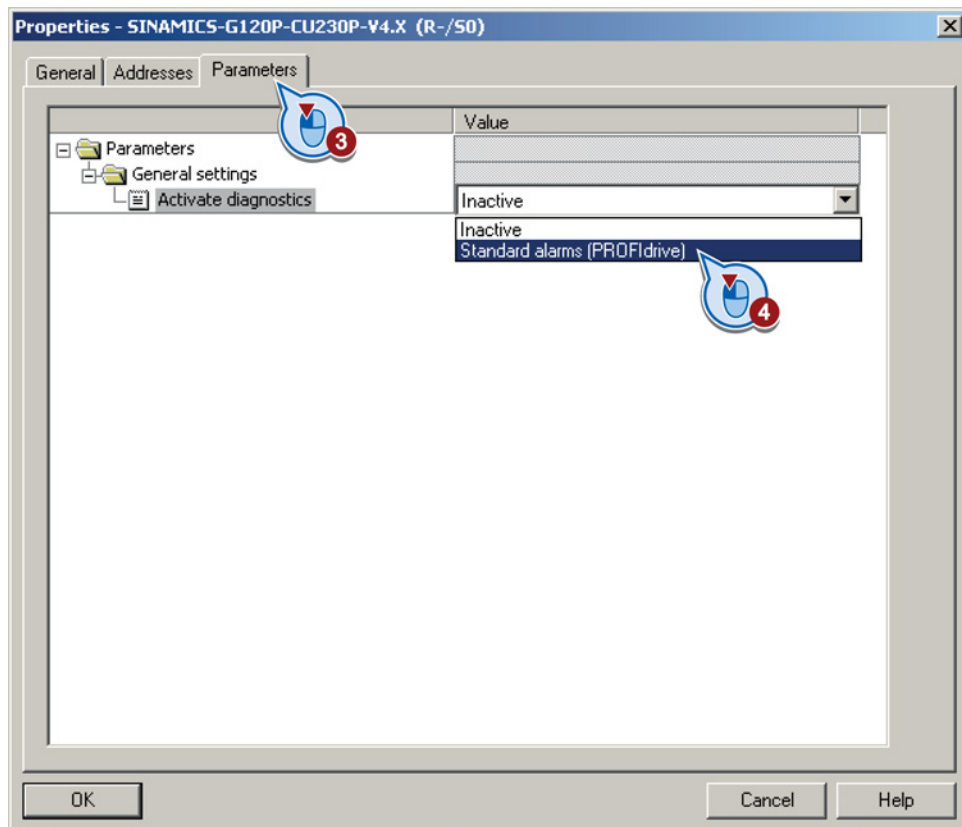 Properties - SINAMICS-G120P-CU230P-V4.X (R-/S0)
General Addresses Parameters
Value
3
Parameters
General settings
Activate diagnostics Inactive
Inactive
Standard alarms (PROFIdrive)
4
OK Cancel Help